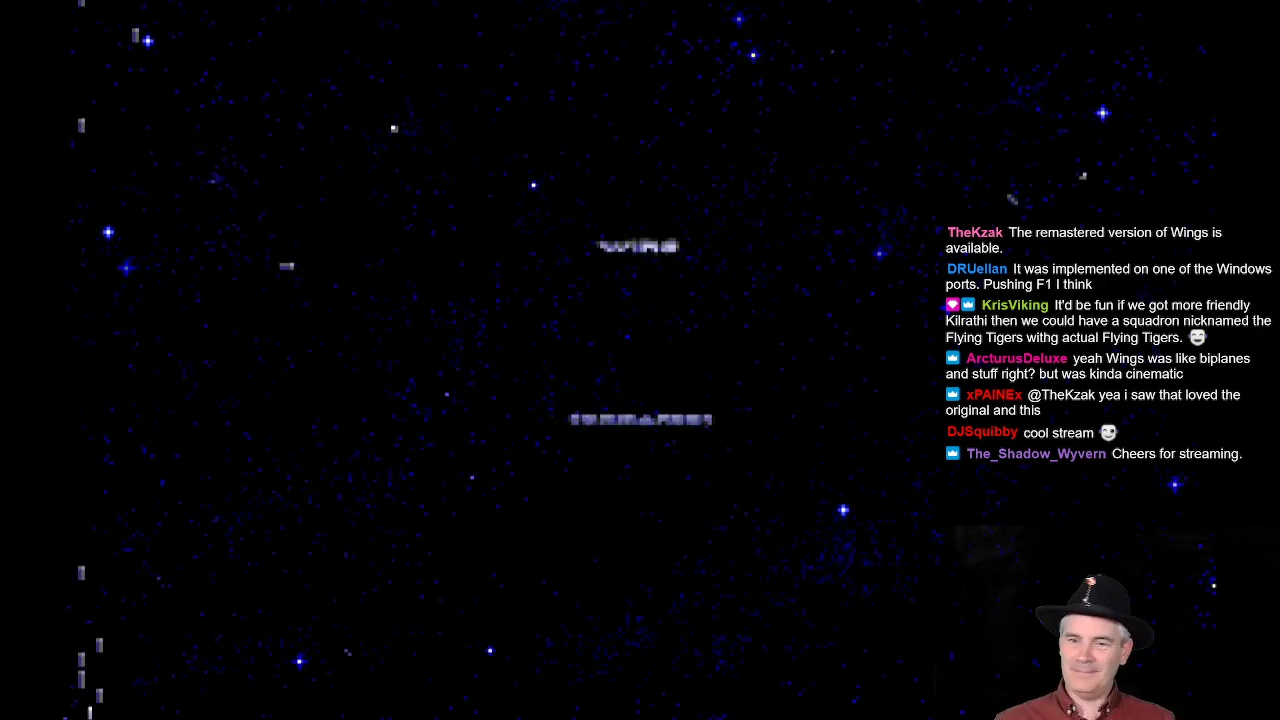 TheKzak The remastered version of Wings is
available.
DRUellan It was implemented on one of the Windows
ports. Pushing F1 I think
KrisViking It'd be fun if we got more friendly
Kilrathi then we could have a squadron nicknamed the
Flying Tigers withg actual Flying Tigers.
ArcturusDeluxe yeah Wings was like biplanes
and stuff right? but was kinda cinematic
xPAINEx @TheKzak yea i saw that loved the
original and this
DJSquibby cool stream
The_Shadow_Wyvern Cheers for streaming.